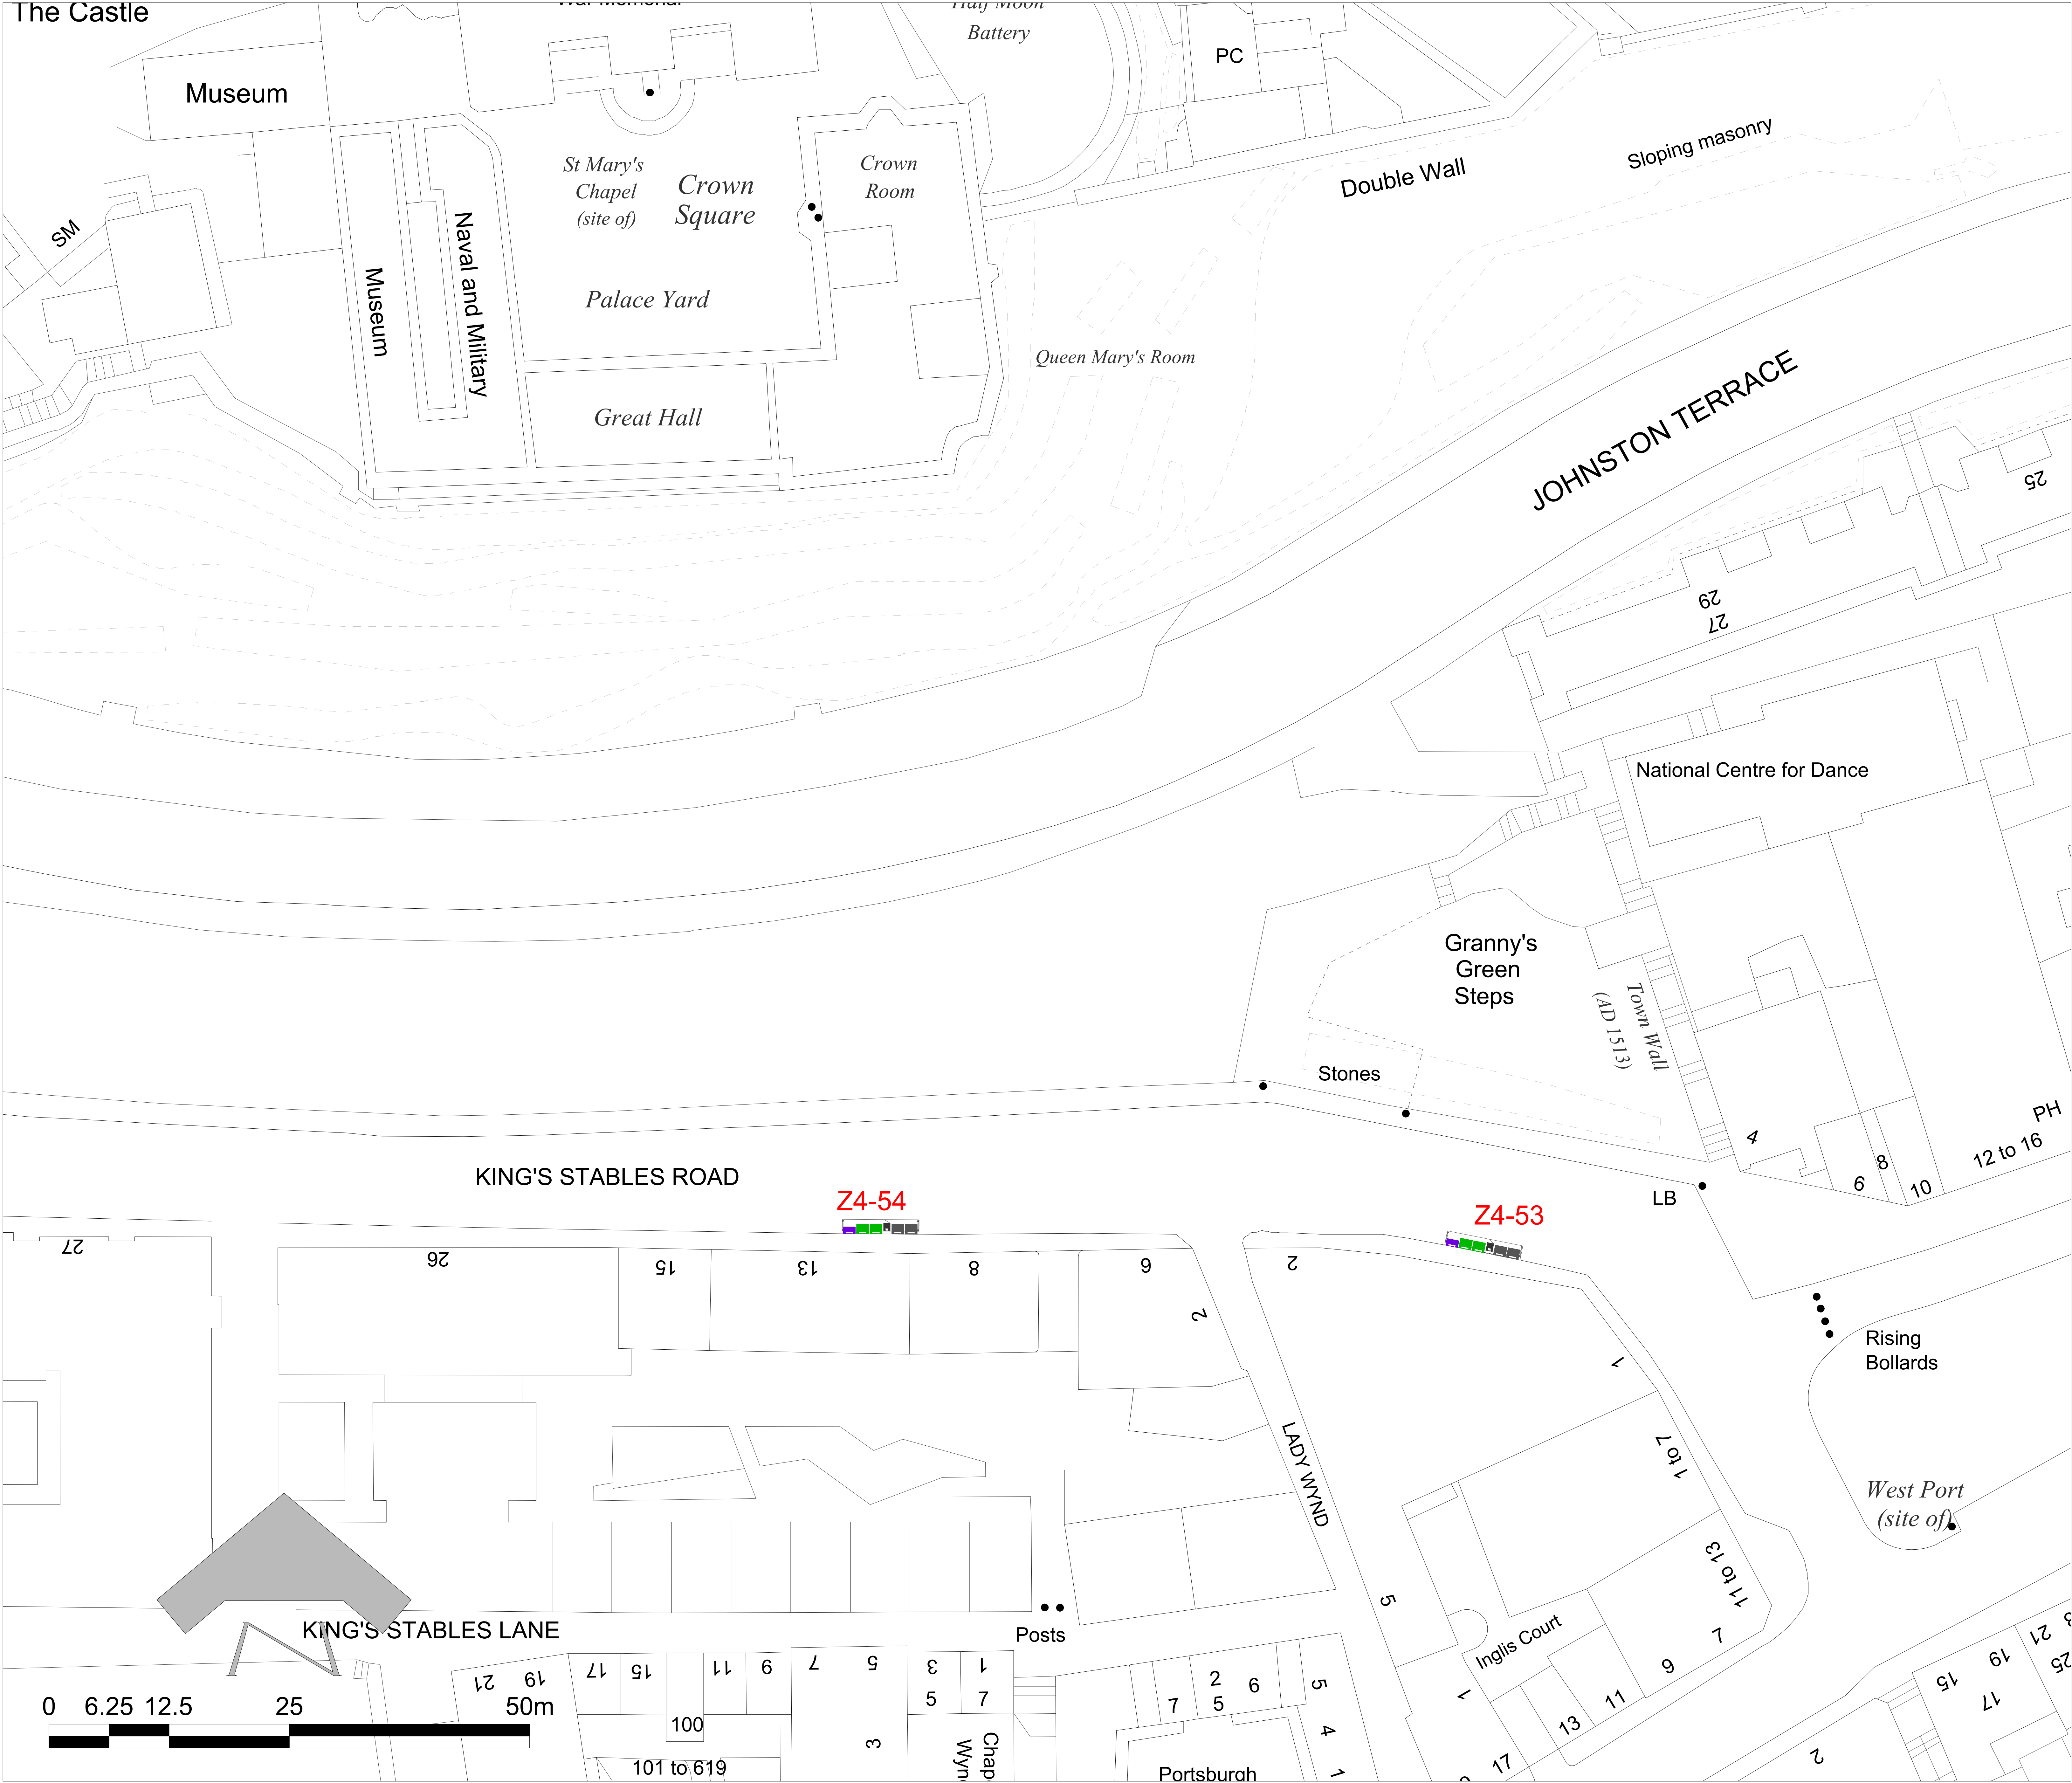 The Castle
War Memorial
Half Moon
Battery
PC
Museum
St Mary's
Chapel
(site of)
Crown
Square
Crown
Room
Double Wall
Sloping masonry
SM
Museum
Naval and Military
Palace Yard
Queen Mary's Room
Great Hall
JOHNSTON TERRACE
25
29
27
National Centre for Dance
Granny's
Green
Steps
Town Wall
(AD 1513)
Stones
4
PH
12 to 16
8
6
10
KING'S STABLES ROAD
Z4-54
LB
Z4-53
27
26
15
13
8
6
2
2
Rising
Bollards
1
LADY WYND
1 to 7
West Port
(site of)
11 to 13
5
KING'S STABLES LANE
Posts
Inglis Court
7
9
11
13
17
1
21
19
17
15
11
9
7
5
3
1
5
7
2
5
6
7
5
4
1
15
19
21
25
17
2
0 6.25 12.5 25 50m
100
3
101 to 619
Portsburgh